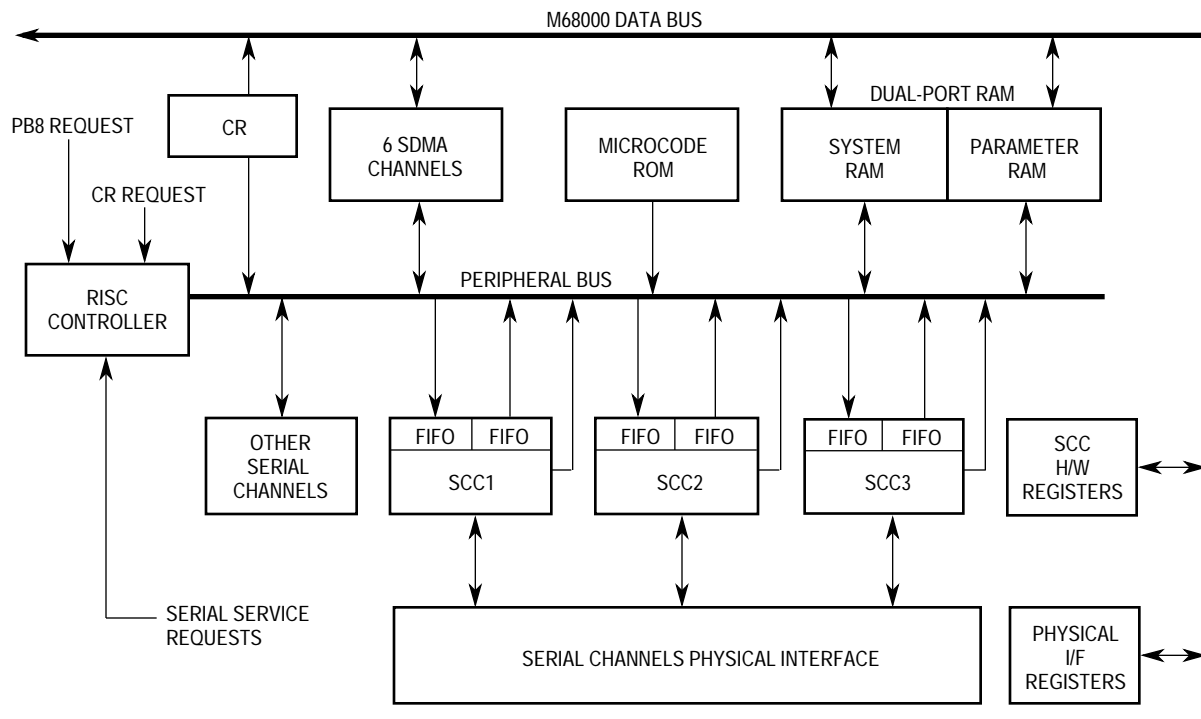 M68000 DATA BUS
DUAL-PORT RAM
PB8 REQUEST
CR
6 SDMA
CHANNELS
MICROCODE
ROM
SYSTEM
RAM
PARAMETER
RAM
CR REQUEST
PERIPHERAL BUS
RISC
CONTROLLER
OTHER
SERIAL
CHANNELS
FIFO FIFO
SCC1
FIFO FIFO
SCC2
FIFO FIFO
SCC3
SCC
H/W
REGISTERS
SERIAL SERVICE
REQUESTS
SERIAL CHANNELS PHYSICAL INTERFACE
PHYSICAL
I/F
REGISTERS